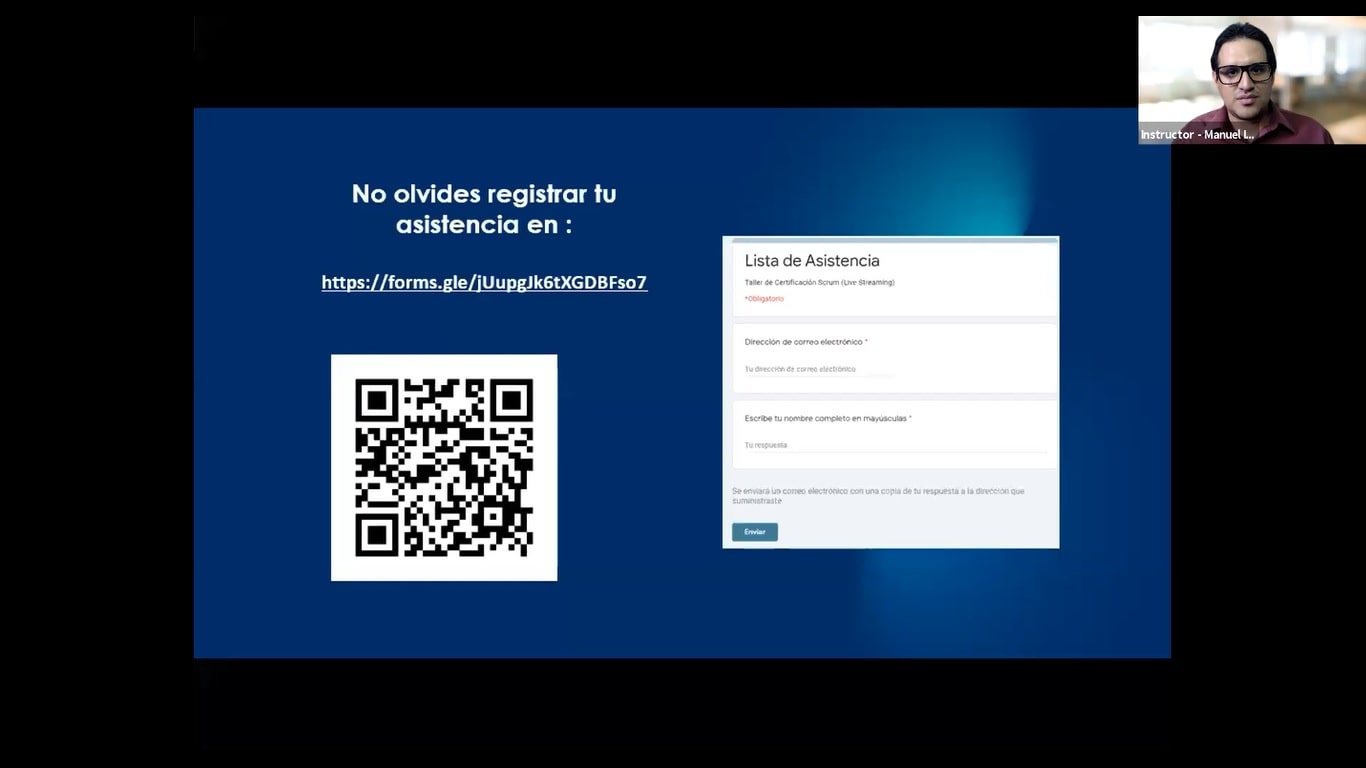 No olvides registrar tu
asistencia en :
https://forms.gle/jUupgJk6tXGDBFso7
Lista de Asistencia
Taller de Certificación Scrum (Live Streaming)
*Obligatorio
Dirección de correo electrónico *
Tu dirección de correo electrónico
Escribe tu nombre completo en mayúsculas *
Tu respuesta
Se enviará un correo electrónico con una copia de tu respuesta a la dirección que
suministraste
Enviar
Instructor - Manuel I...